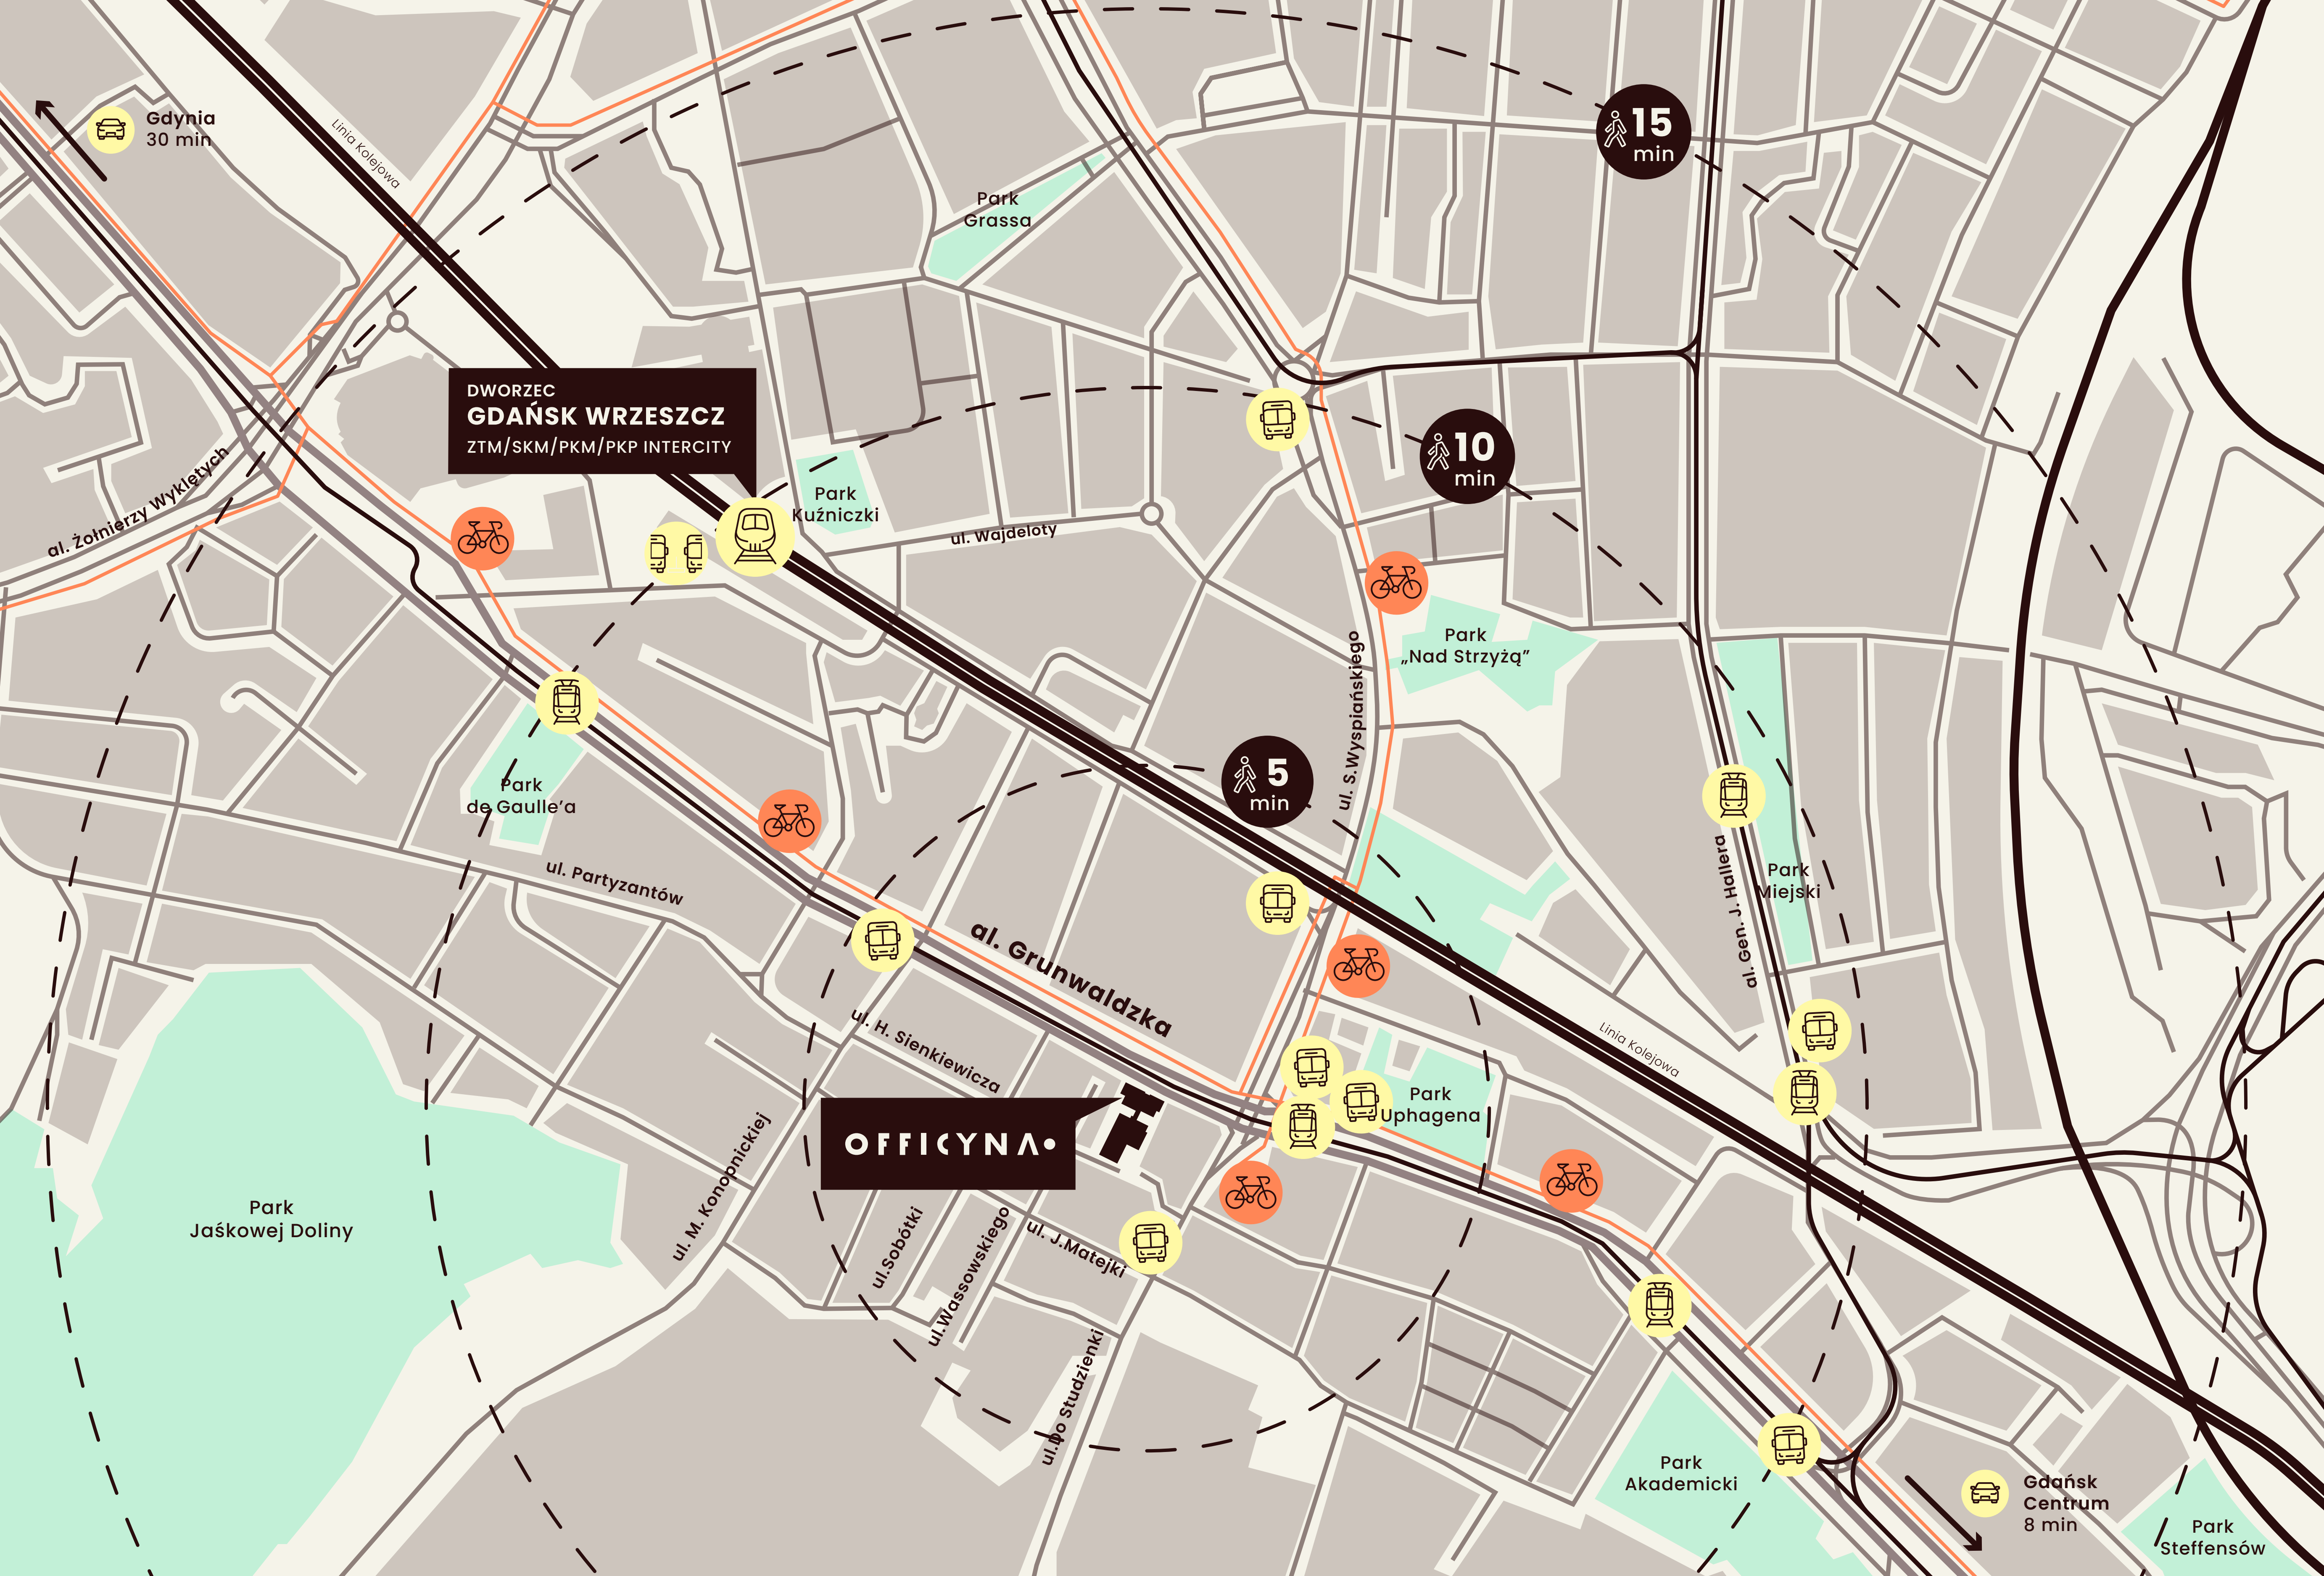 Gdynia
30 min
Linia Kolejowa
15
min
Park
Grassa
DWORZEC
GDAŃSK WRZESZCZ
ZTM/SKM/PKM/PKP INTERCITY
10
min
al. Żołnierzy Wyklętych
Park
Kuźniczki
ul. Wajdeloty
Park
„Nad Strzyżą”
ul. S.Wyspiańskiego
5
min
Park
de Gaulle’a
ul. Partyzantów
al. Gen. J. Hallera
Park
Miejski
al. Grunwaldzka
ul. H. Sienkiewicza
Linia Kolejowa
Park
Uphagena
OFFICYNA
ul. M. Konopnickiej
Park
Jaśkowej Doliny
ul.Sobótki
ul.Wassowskiego
ul. J.Matejki
ul.Do Studzienki
Park
Akademicki
Gdańsk
Centrum
8 min
Park
Steffensów